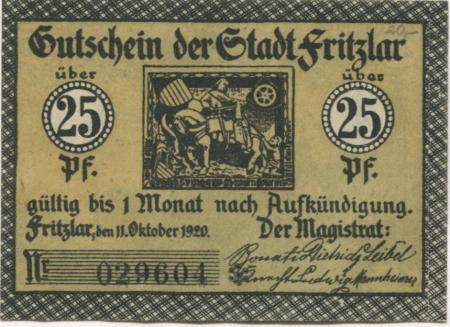 20,-
Gutschein der Stadt Fritzlar
über über
25 25
Pf. Pf.
gültig bis 1 Monat nach Aufkündigung.
Fritzlar, den 11. Oktober 1920. Der Magistrat:
Nr 029604